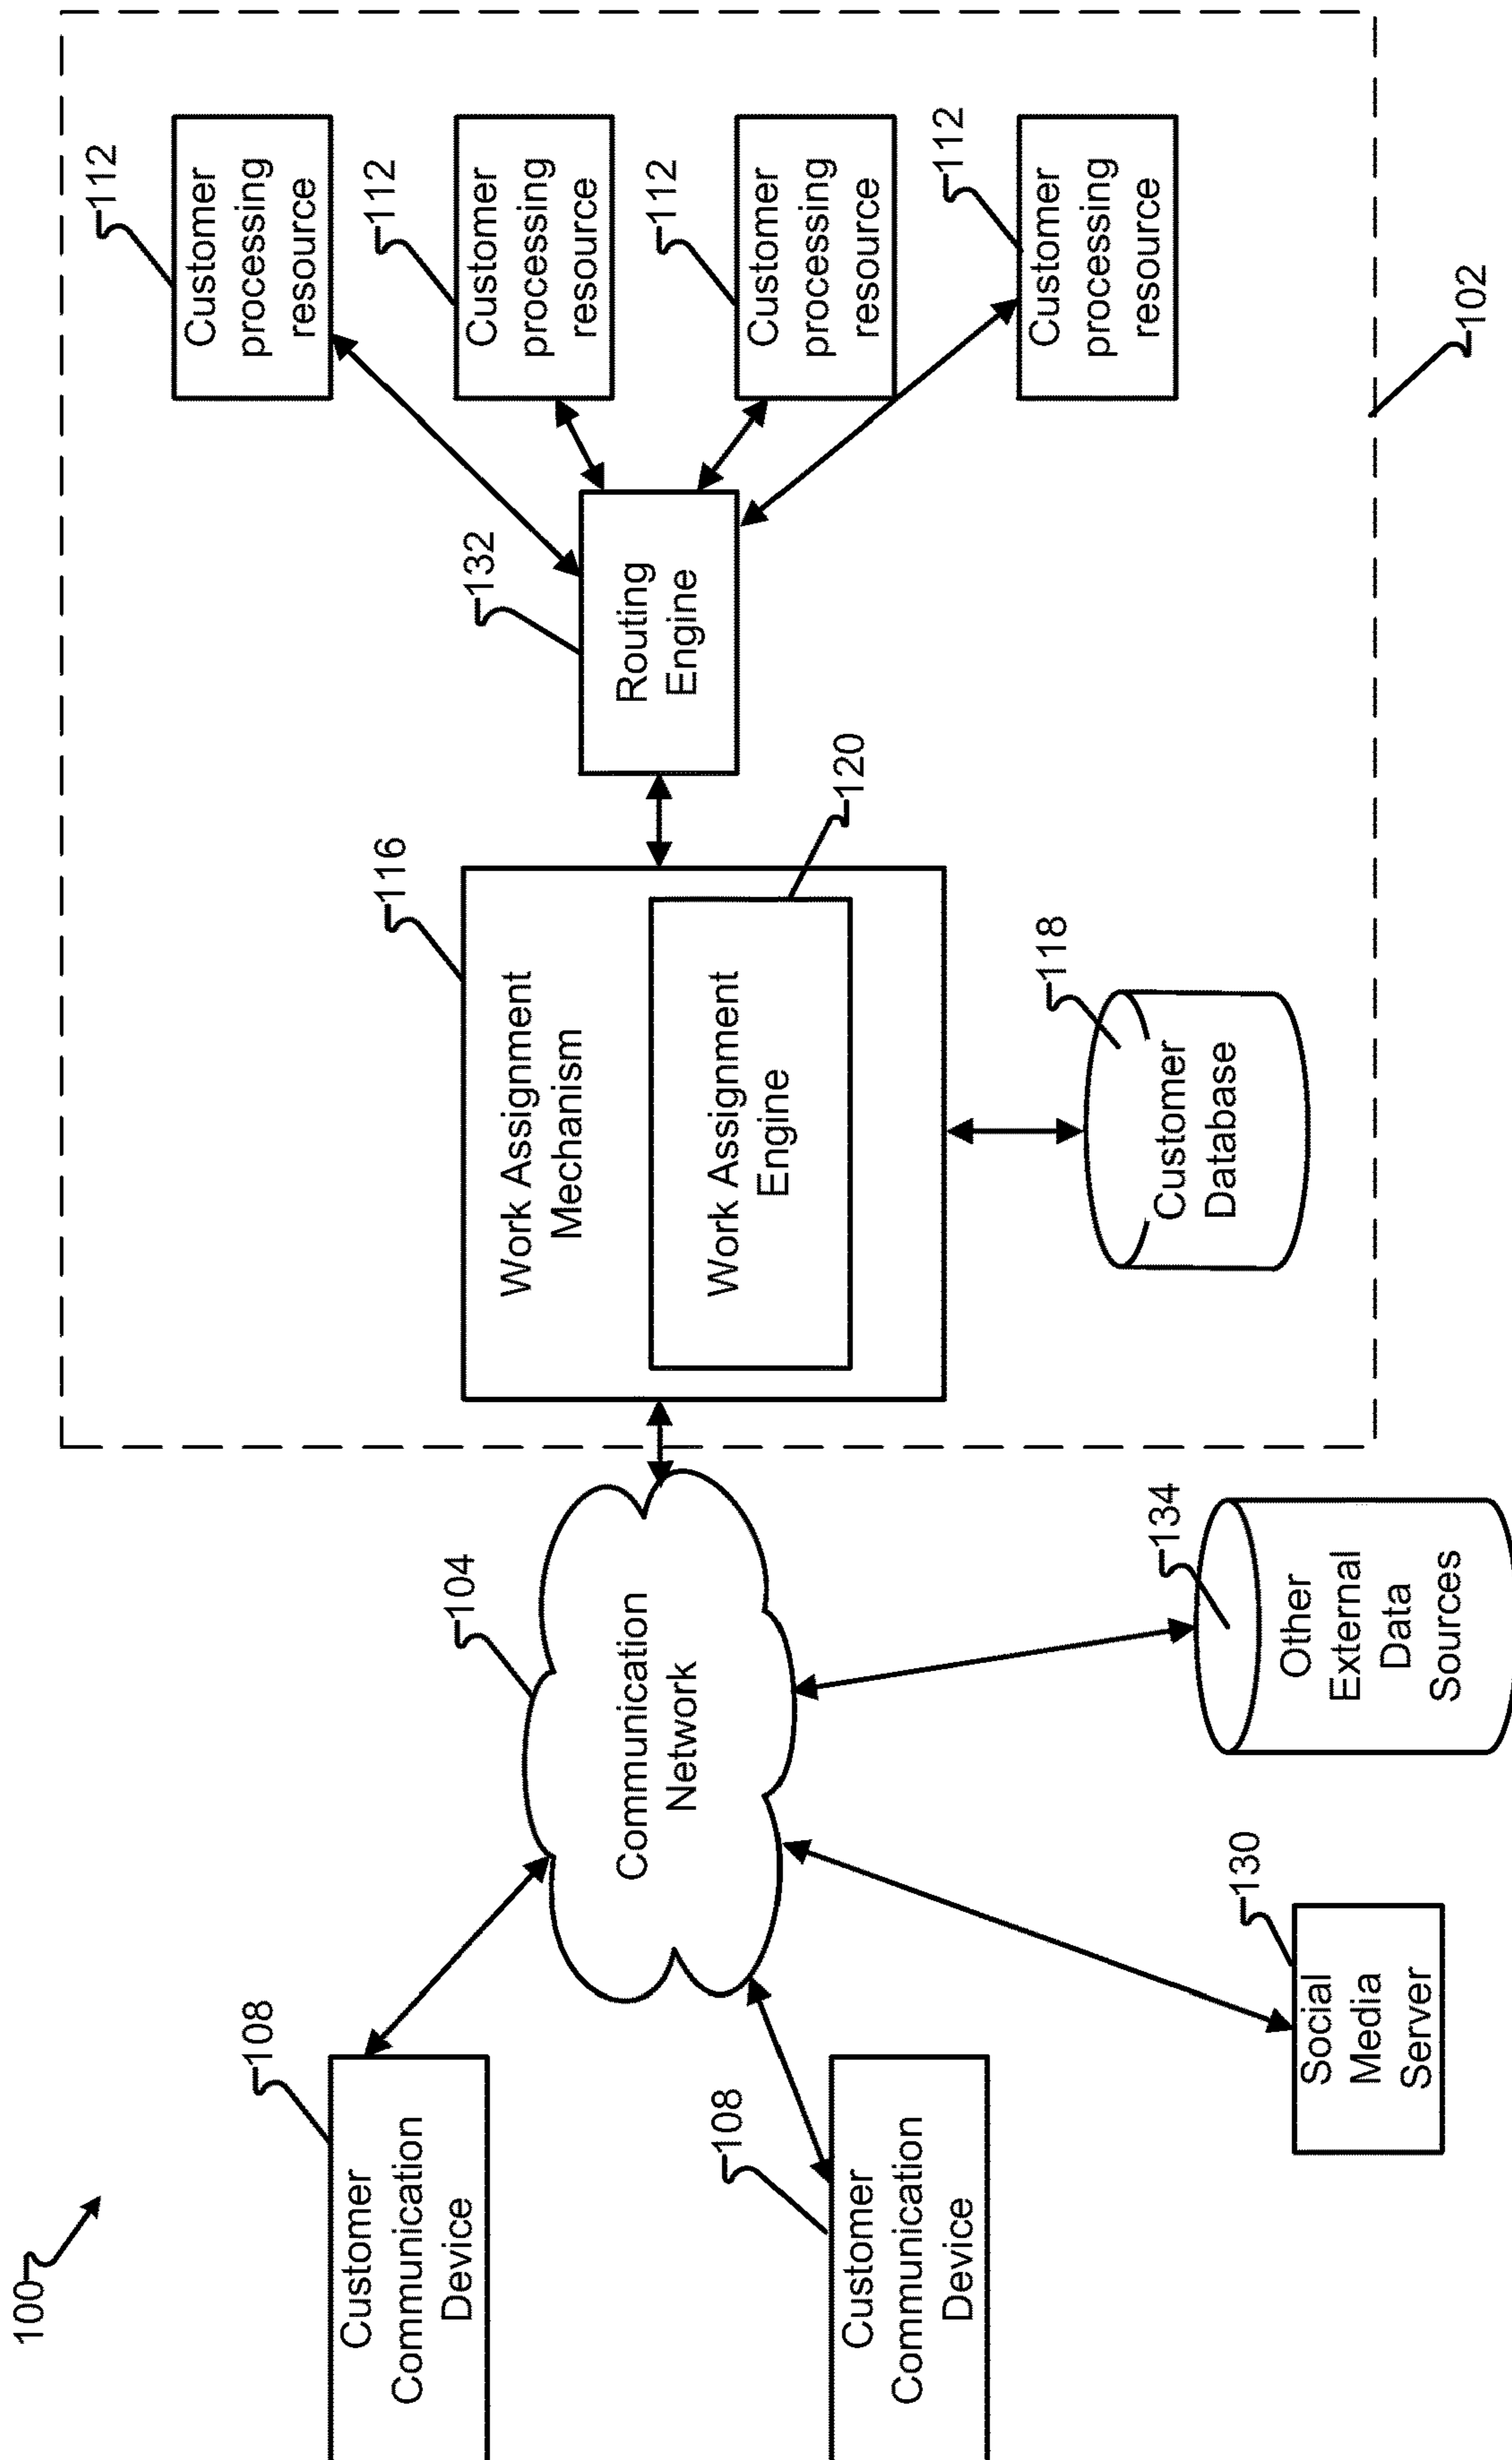 100
108
Customer
Communication
Device
108
Customer
Communication
Device
104
Communication
Network
130
Social
Media
Server
134
Other
External
Data
Sources
116
Work Assignment
Mechanism
Work Assignment
Engine
120
118
Customer
Database
132
Routing
Engine
112
Customer
processing
resource
112
Customer
processing
resource
112
Customer
processing
resource
112
Customer
processing
resource
102